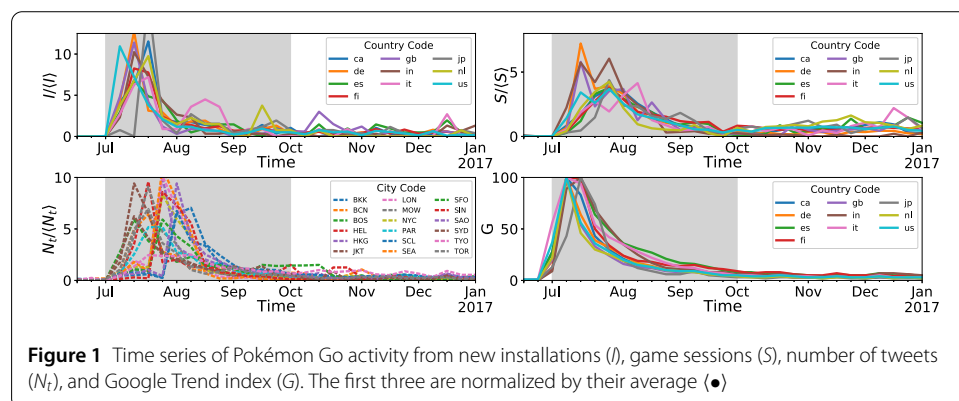 I/⟨I⟩
10
5
0
Country Code
ca gb jp
de in nl
es it us
fi
Jul Aug Sep Oct Nov Dec Jan
Time
2017
S/⟨S⟩
5
0
Country Code
ca gb jp
de in nl
es it us
fi
Jul Aug Sep Oct Nov Dec Jan
Time
2017
Nt/⟨Nt⟩
10
5
0
City Code
BKK LON SFO
BCN MOW SIN
BOS NYC SAO
HEL PAR SYD
HKG SCL TYO
JKT SEA TOR
Jul Aug Sep Oct Nov Dec Jan
Time
2017
G
100
50
0
Country Code
ca gb jp
de in nl
es it us
fi
Jul Aug Sep Oct Nov Dec Jan
Time
2017
Figure 1 Time series of Pokémon Go activity from new installations (I), game sessions (S), number of tweets
(Nt), and Google Trend index (G). The first three are normalized by their average ⟨●⟩